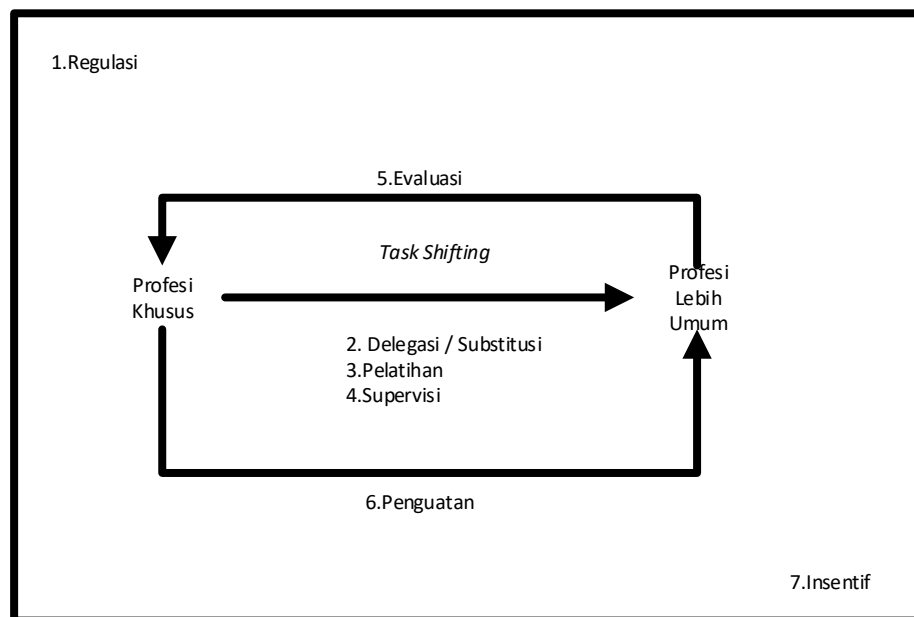 1.Regulasi
5.Evaluasi
Task Shifting
Profesi
Khusus
Profesi
Lebih
Umum
2. Delegasi / Substitusi
3.Pelatihan
4.Supervisi
6.Penguatan
7.Insentif